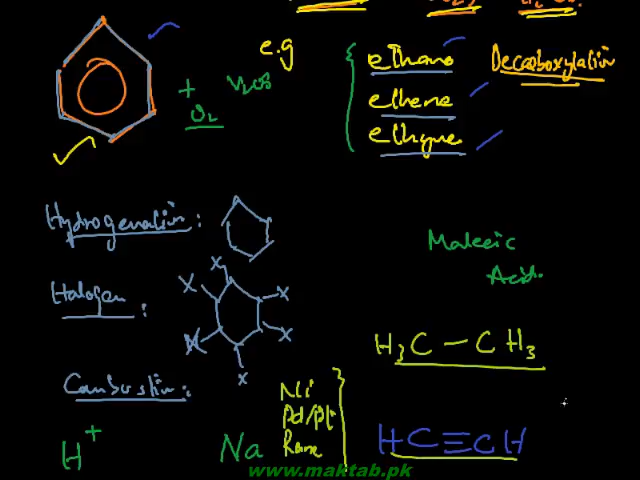 e.g
ethane
Decarboxylation
ethene
ethyne
+
O2
V2O5
Hydrogenation:
Maleic
Acid.
Halogen:
X
X
X
X
X
X
H3C – CH3
Combustion:
Ni
Pd/Pt
Rane
H+
Na
HC≡CH
www.maktab.pk